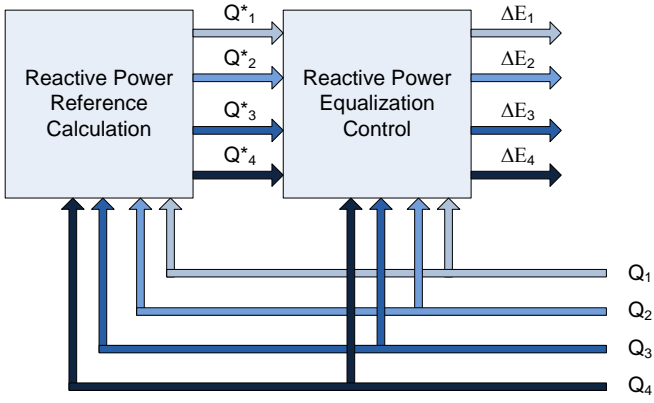 Q*1
ΔE1
Q*2
ΔE2
Reactive Power
Reference
Calculation
Reactive Power
Equalization
Control
Q*3
ΔE3
Q*4
ΔE4
Q1
Q2
Q3
Q4